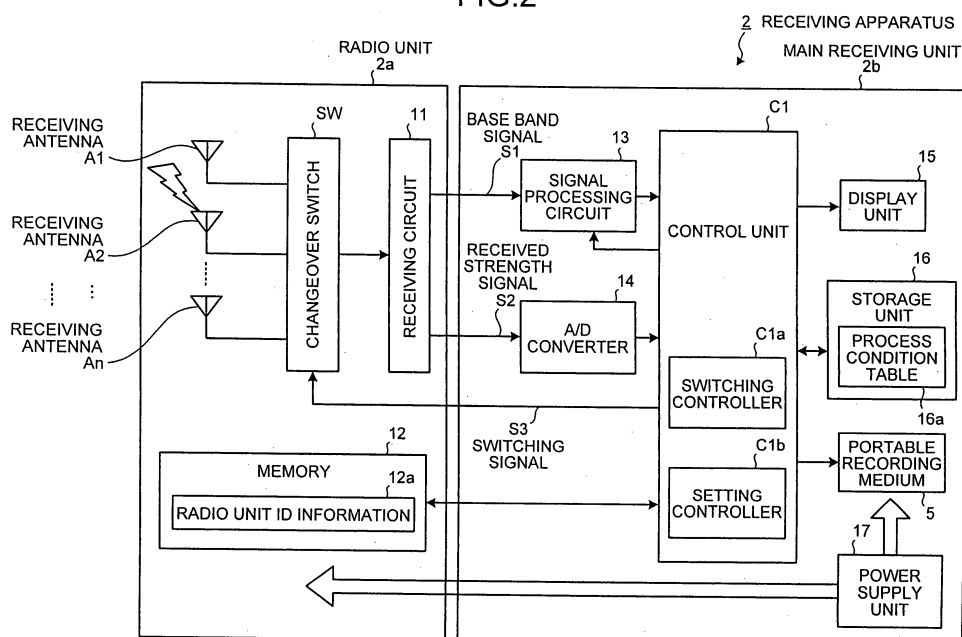 FIG.2
2 RECEIVING APPARATUS
RADIO UNIT
2a
MAIN RECEIVING UNIT
2b
RECEIVING
ANTENNA
A1
RECEIVING
ANTENNA
A2
RECEIVING
ANTENNA
An
SW
CHANGEOVER SWITCH
11
RECEIVING CIRCUIT
BASE BAND
SIGNAL
S1
13
SIGNAL
PROCESSING
CIRCUIT
RECEIVED
STRENGTH
SIGNAL
S2
14
A/D
CONVERTER
C1
CONTROL UNIT
C1a
SWITCHING
CONTROLLER
C1b
SETTING
CONTROLLER
S3
SWITCHING
SIGNAL
15
DISPLAY
UNIT
16
STORAGE
UNIT
PROCESS
CONDITION
TABLE
16a
PORTABLE
RECORDING
MEDIUM
5
12
MEMORY
12a
RADIO UNIT ID INFORMATION
17
POWER
SUPPLY
UNIT